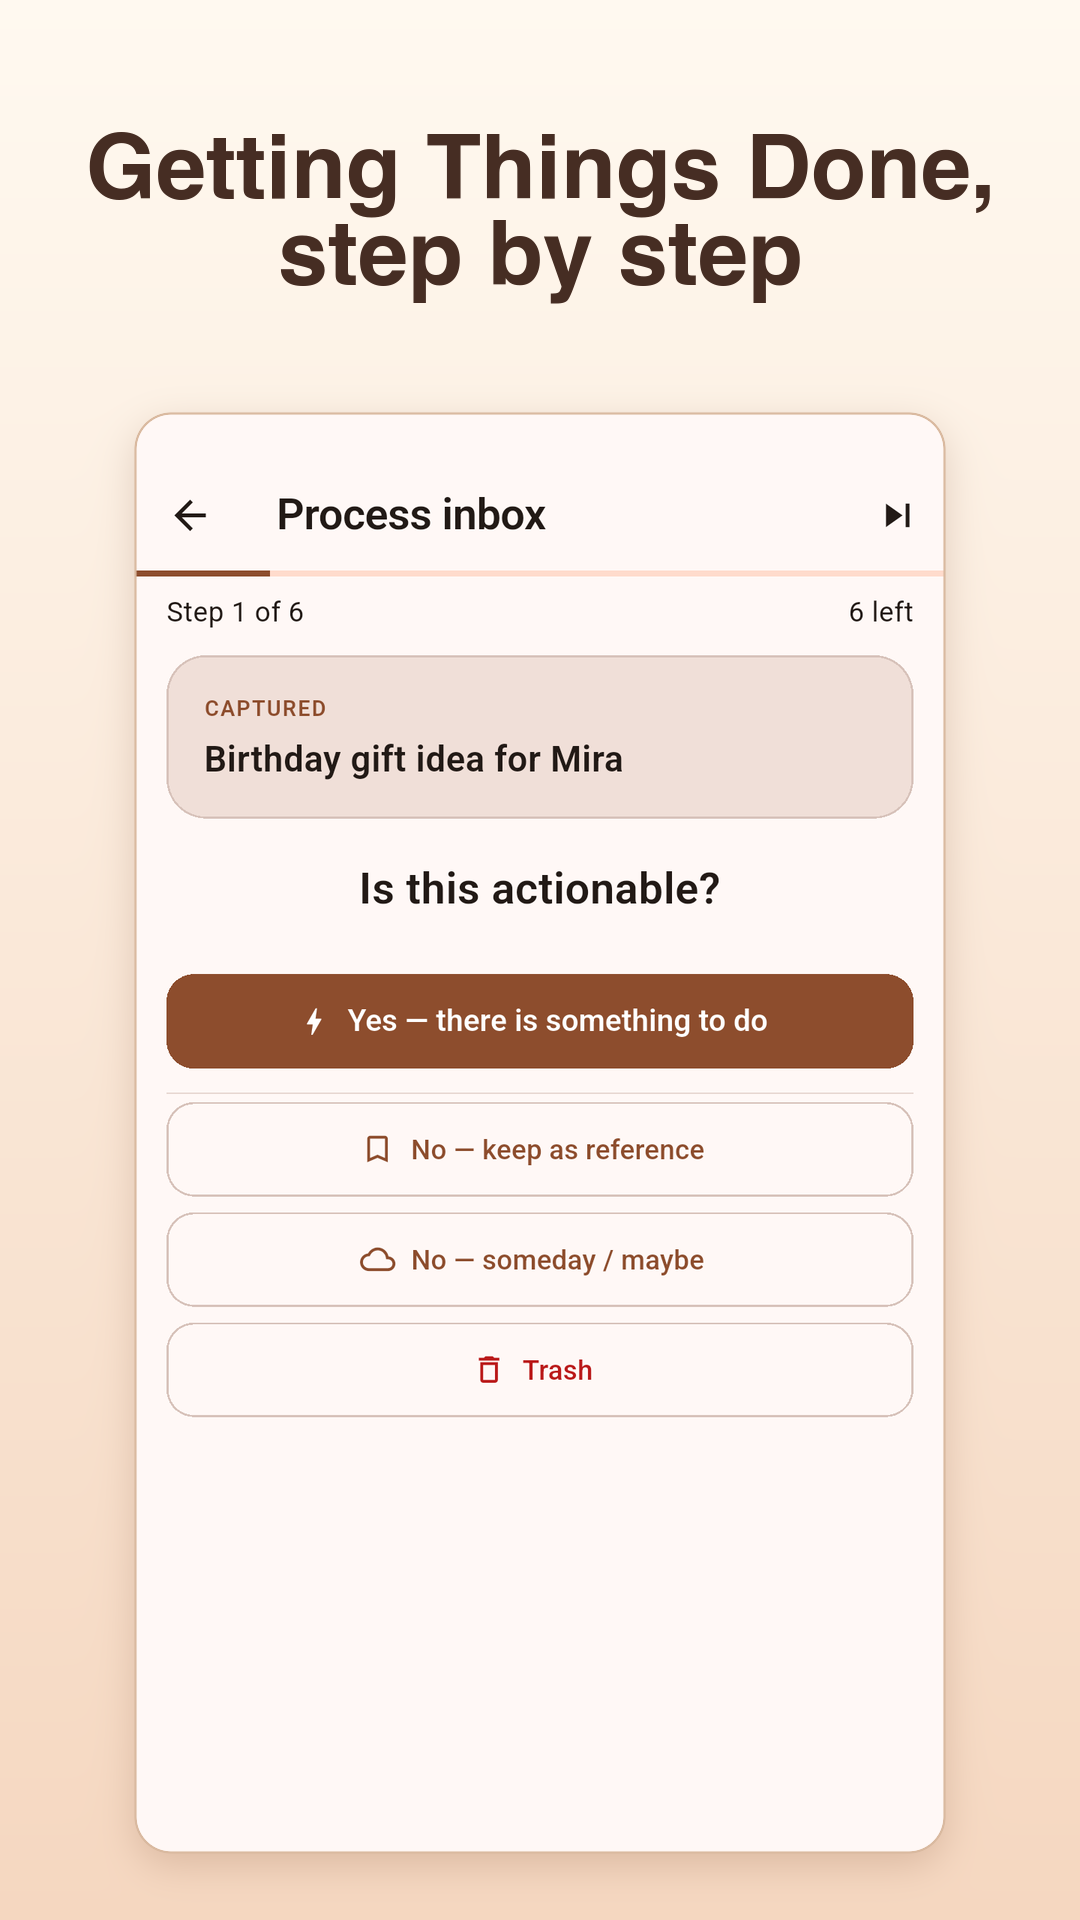 Getting Things Done,
step by step
Process inbox
Step 1 of 6
6 left
CAPTURED
Birthday gift idea for Mira
Is this actionable?
Yes — there is something to do
No — keep as reference
No — someday / maybe
Trash